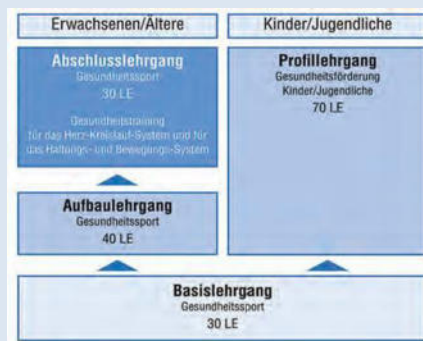 Erwachsenen/Ältere
Kinder/Jugendliche
Abschlusslehrgang
Gesundheitssport
30 LE
Gesundheitstraining
für das Herz-Kreislauf-System und für
das Haltungs- und Bewegungs-System
Profillehrgang
Gesundheitsförderung
Kinder/Jugendliche
70 LE
Aufbaulehrgang
Gesundheitssport
40 LE
Basislehrgang
Gesundheitssport
30 LE